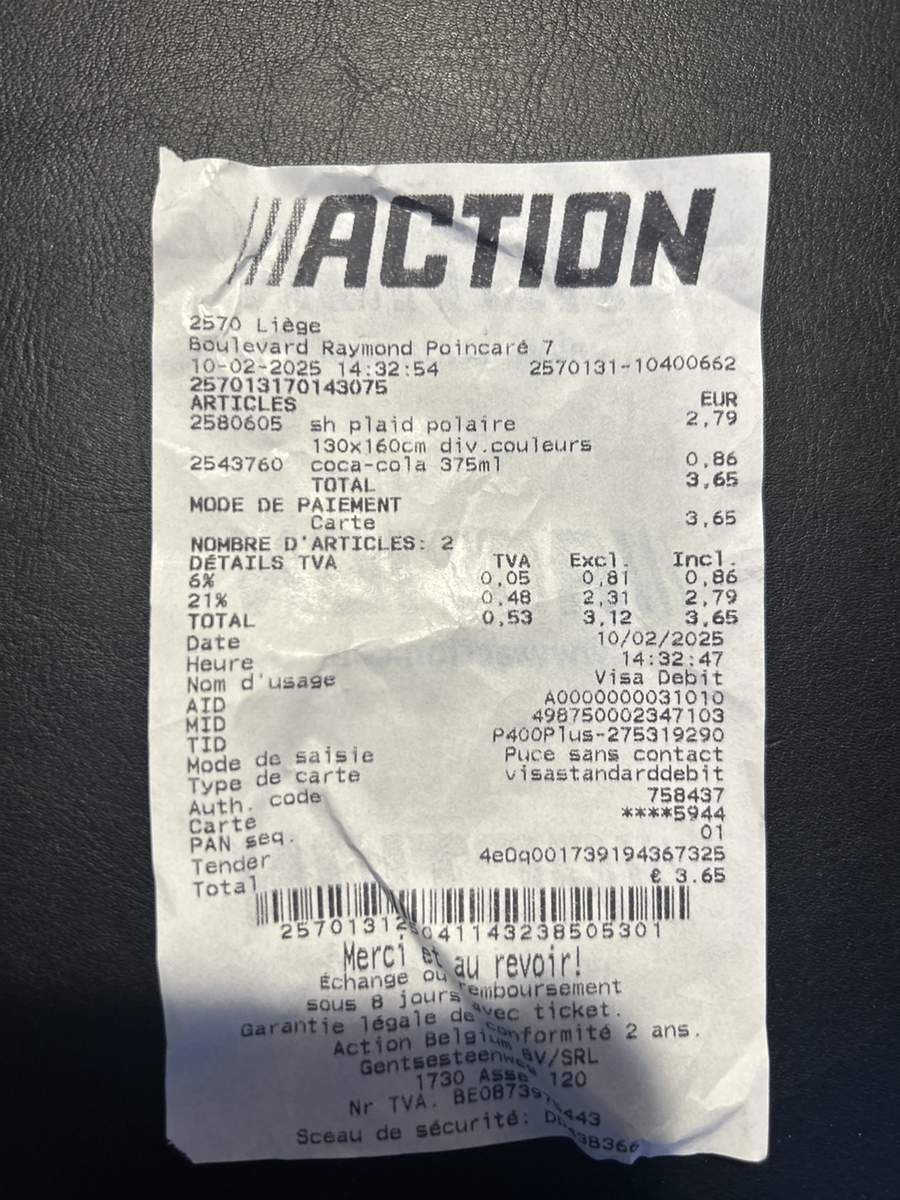 ///ACTION
2570 Liège
Boulevard Raymond Poincaré 7
10-02-2025 14:32:54 2570131-10400662
257013170143075
ARTICLES EUR
2580605 sh plaid polaire 2,79
130x160cm div.couleurs
2543760 coca-cola 375ml 0,86
TOTAL 3,65
MODE DE PAIEMENT
Carte 3,65
NOMBRE D'ARTICLES: 2
DÉTAILS TVA TVA Excl. Incl.
6% 0,05 0,81 0,86
21% 0,48 2,31 2,79
TOTAL 0,53 3,12 3,65
Date 10/02/2025
Heure 14:32:47
Nom d'usage Visa Debit
AID A0000000031010
MID 498750002347103
TID P400Plus-275319290
Mode de saisie Puce sans contact
Type de carte visastandarddebit
Auth. code 758437
Carte ****5944
PAN seq. 01
Tender 4e0q001739194367325
Total € 3.65
Merci et au revoir!
Échange ou remboursement
sous 8 jours avec ticket.
Garantie légale de conformité 2 ans.
Action Belgium BV/SRL
Gentsesteenweg 120
1730 Asse
Nr TVA.
Sceau de sécurité: